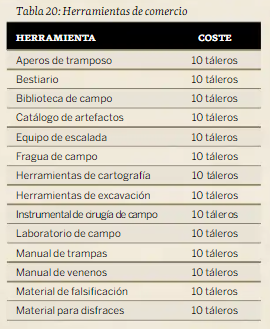 Tabla 20: Herramientas de comercio
HERRAMIENTA COSTE
Aperos de tramposo 10 táleros
Bestiario 10 táleros
Biblioteca de campo 10 táleros
Catálogo de artefactos 10 táleros
Equipo de escalada 10 táleros
Fragua de campo 10 táleros
Herramientas de cartografía 10 táleros
Herramientas de excavación 10 táleros
Instrumental de cirugía de campo 10 táleros
Laboratorio de campo 10 táleros
Manual de trampas 10 táleros
Manual de venenos 10 táleros
Material de falsificación 10 táleros
Material para disfraces 10 táleros